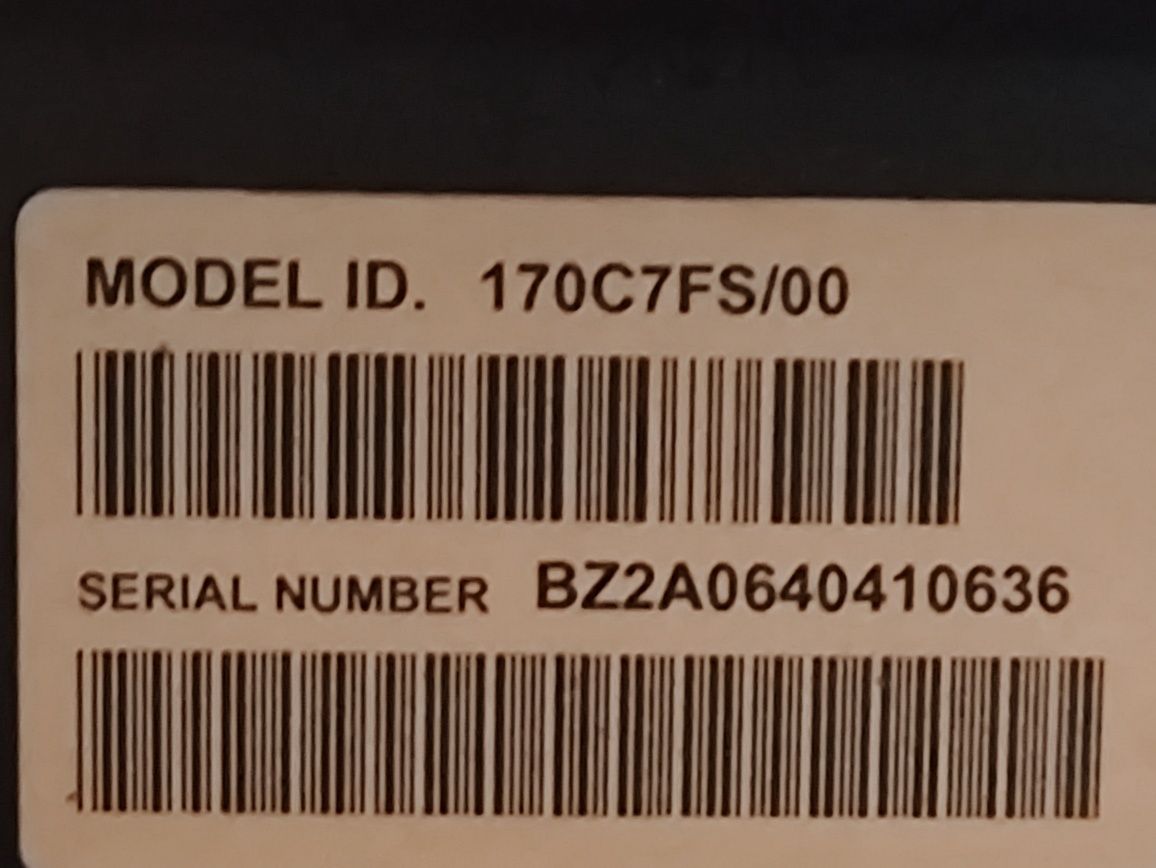 MODEL ID. 170C7FS/00
SERIAL NUMBER BZ2A0640410636